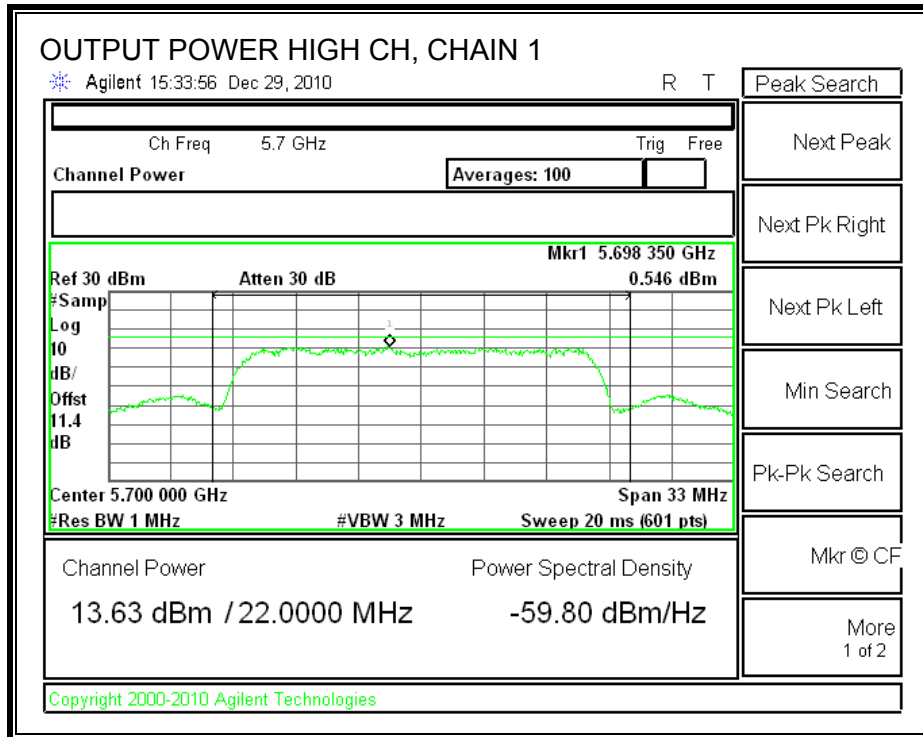 OUTPUT POWER HIGH CH, CHAIN 1
Agilent 15:33:56 Dec 29, 2010 R T
Peak Search
Ch Freq 5.7 GHz Trig Free
Channel Power Averages: 100
Mkr1 5.698 350 GHz
Ref 30 dBm Atten 30 dB 0.546 dBm
#Samp
Log
10
dB/
Offst
11.4
dB
1
Center 5.700 000 GHz Span 33 MHz
#Res BW 1 MHz #VBW 3 MHz Sweep 20 ms (601 pts)
Channel Power Power Spectral Density
13.63 dBm / 22.0000 MHz -59.80 dBm/Hz
Next Peak
Next Pk Right
Next Pk Left
Min Search
Pk-Pk Search
Mkr © CF
More
1 of 2
Copyright 2000-2010 Agilent Technologies